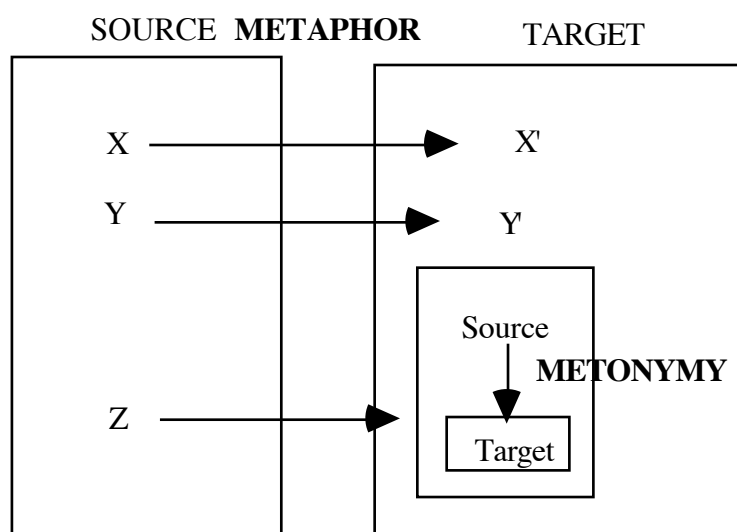 SOURCE METAPHOR TARGET
X X'
Y Y'
Source
METONYMY
Z
Target